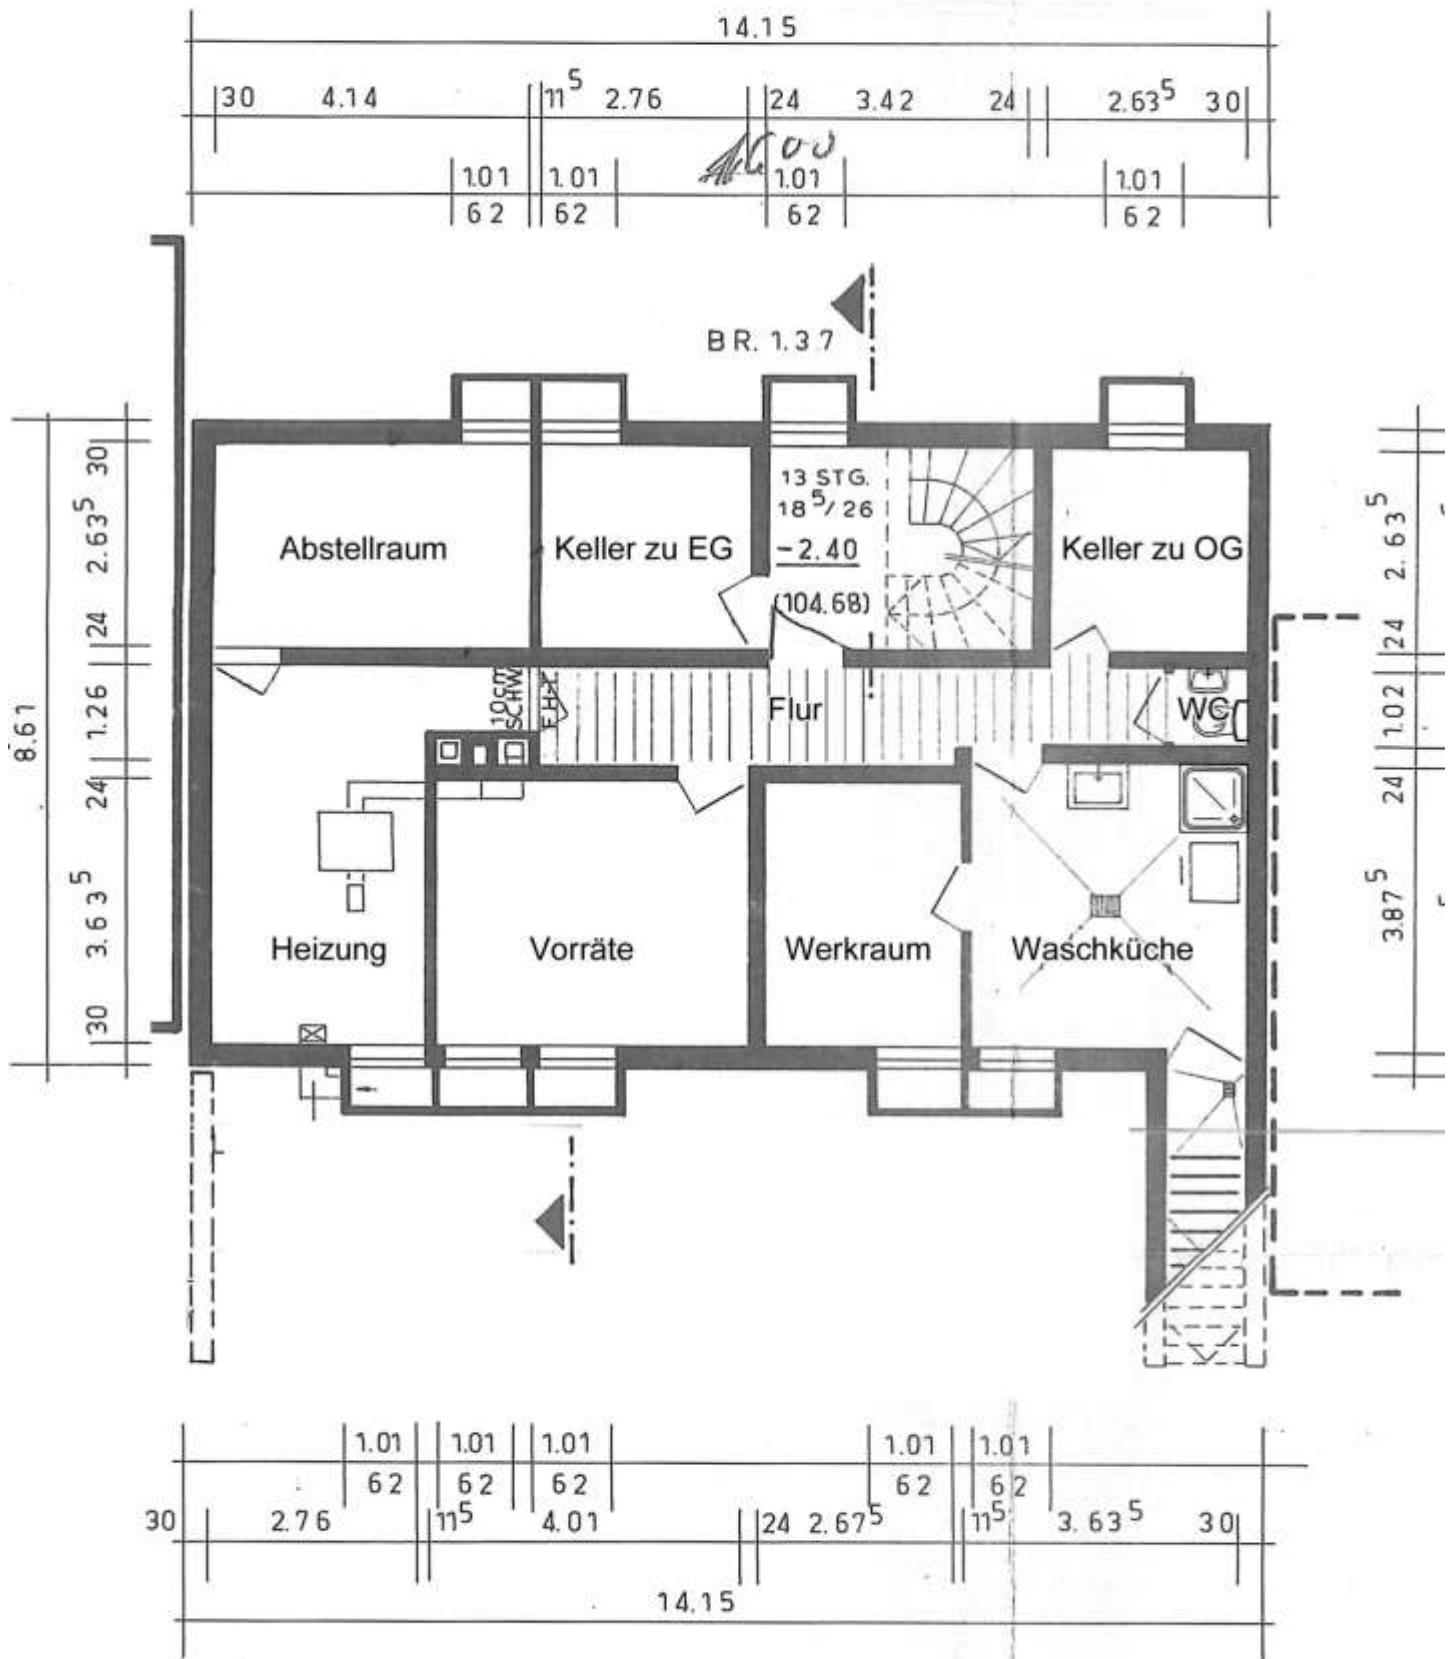 14.15
30 4.14 11⁵ 2.76 24 3.42 24 2.63⁵ 30
1.01 1.01 1.01 1.01
62 62 62 62
BR. 1.37
8.61
30 2.63⁵ 24 1.26 24 3.63⁵ 30
2.63⁵ 24 1.02 24 3.87⁵
13 STG.
18⁵/26
Abstellraum Keller zu EG -2.40 Keller zu OG
(104.68)
10cm
SCHW.
F.H.T.
Flur WC
Heizung Vorräte Werkraum Waschküche
1.01 1.01 1.01 1.01 1.01
62 62 62 62 62
30 2.76 11⁵ 4.01 24 2.67⁵ 11⁵ 3.63⁵ 30
14.15